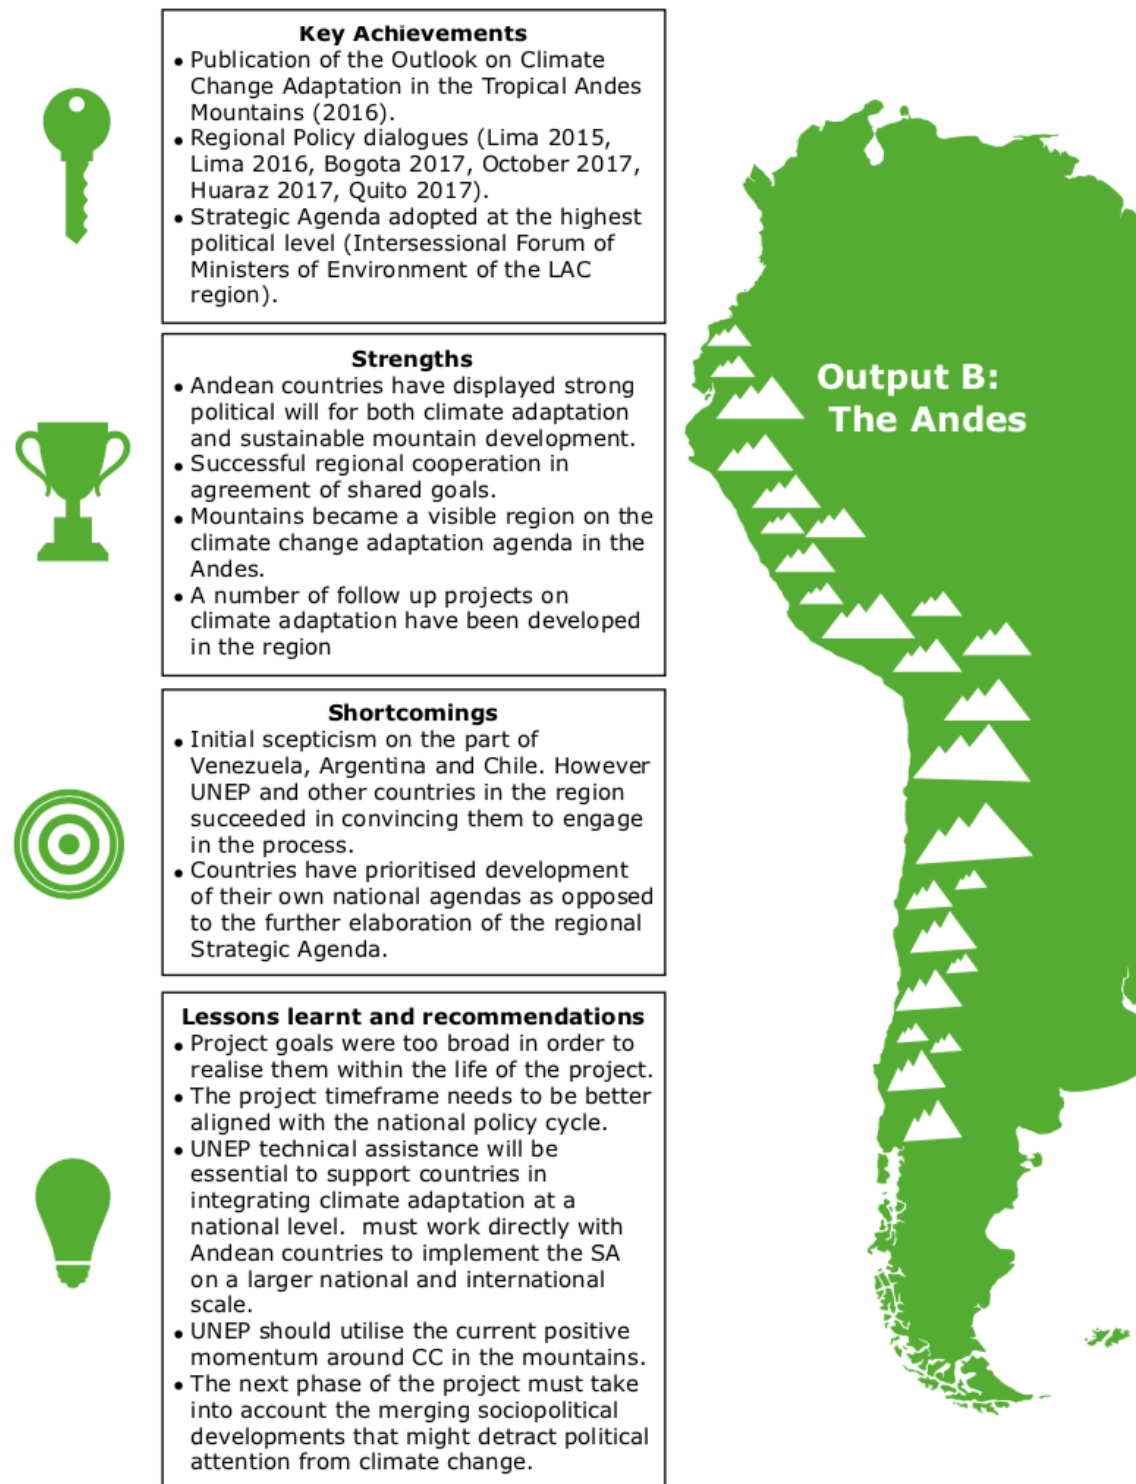 Key Achievements
• Publication of the Outlook on Climate
Change Adaptation in the Tropical Andes
Mountains (2016).
• Regional Policy dialogues (Lima 2015,
Lima 2016, Bogota 2017, October 2017,
Huaraz 2017, Quito 2017).
• Strategic Agenda adopted at the highest
political level (Intersessional Forum of
Ministers of Environment of the LAC
region).
Strengths
• Andean countries have displayed strong
political will for both climate adaptation
and sustainable mountain development.
• Successful regional cooperation in
agreement of shared goals.
• Mountains became a visible region on the
climate change adaptation agenda in the
Andes.
• A number of follow up projects on
climate adaptation have been developed
in the region
Shortcomings
• Initial scepticism on the part of
Venezuela, Argentina and Chile. However
UNEP and other countries in the region
succeeded in convincing them to engage
in the process.
• Countries have prioritised development
of their own national agendas as opposed
to the further elaboration of the regional
Strategic Agenda.
Lessons learnt and recommendations
• Project goals were too broad in order to
realise them within the life of the project.
• The project timeframe needs to be better
aligned with the national policy cycle.
• UNEP technical assistance will be
essential to support countries in
integrating climate adaptation at a
national level.  must work directly with
Andean countries to implement the SA
on a larger national and international
scale.
• UNEP should utilise the current positive
momentum around CC in the mountains.
• The next phase of the project must take
into account the merging sociopolitical
developments that might detract political
attention from climate change.
Output B:
The Andes